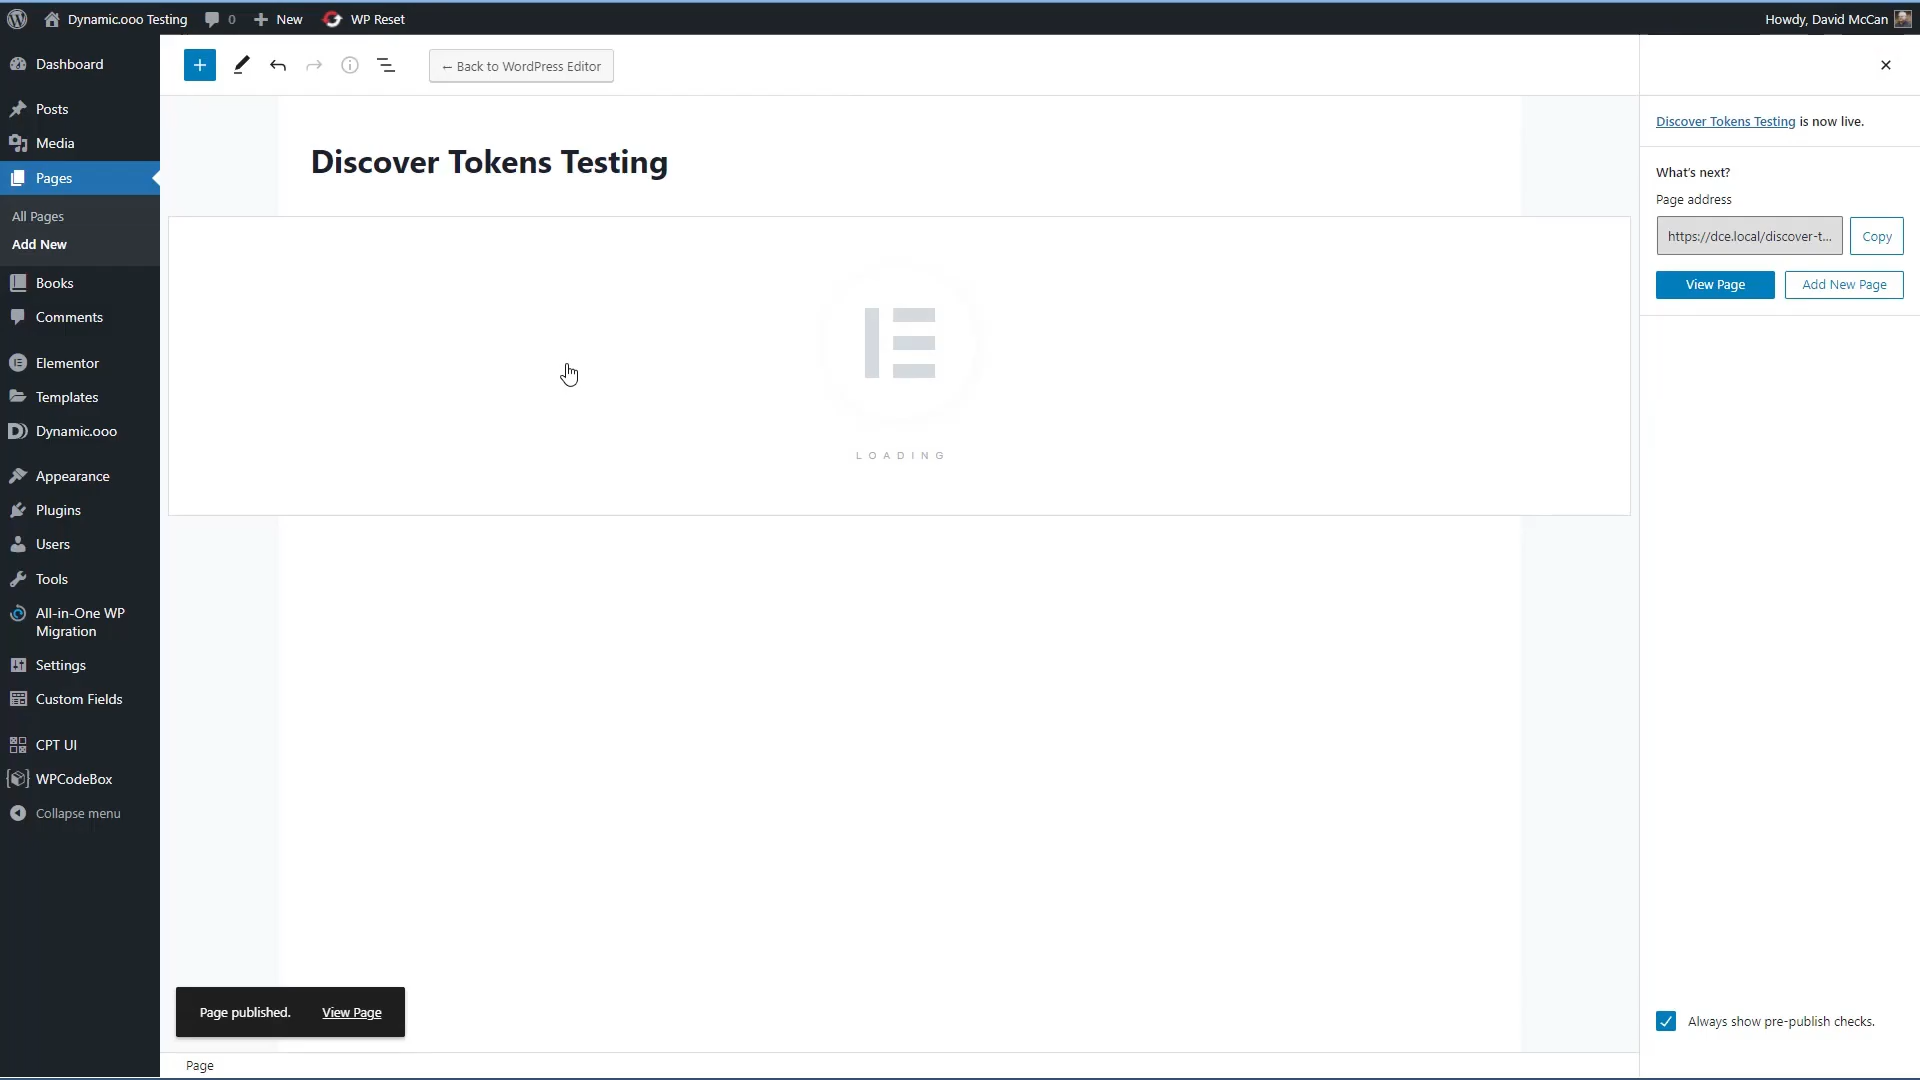 Dynamic.ooo Testing
0
New
WP Reset
Howdy, David McCan
Dashboard
Posts
Media
Pages
All Pages
Add New
Books
Comments
Elementor
Templates
Dynamic.ooo
Appearance
Plugins
Users
Tools
All-in-One WP
Migration
Settings
Custom Fields
CPT UI
WPCodeBox
Collapse menu
← Back to WordPress Editor
Discover Tokens Testing
LOADING
Page published.
View Page
Page
Discover Tokens Testing is now live.
What's next?
Page address
https://dce.local/discover-t...
Copy
View Page
Add New Page
Always show pre-publish checks.